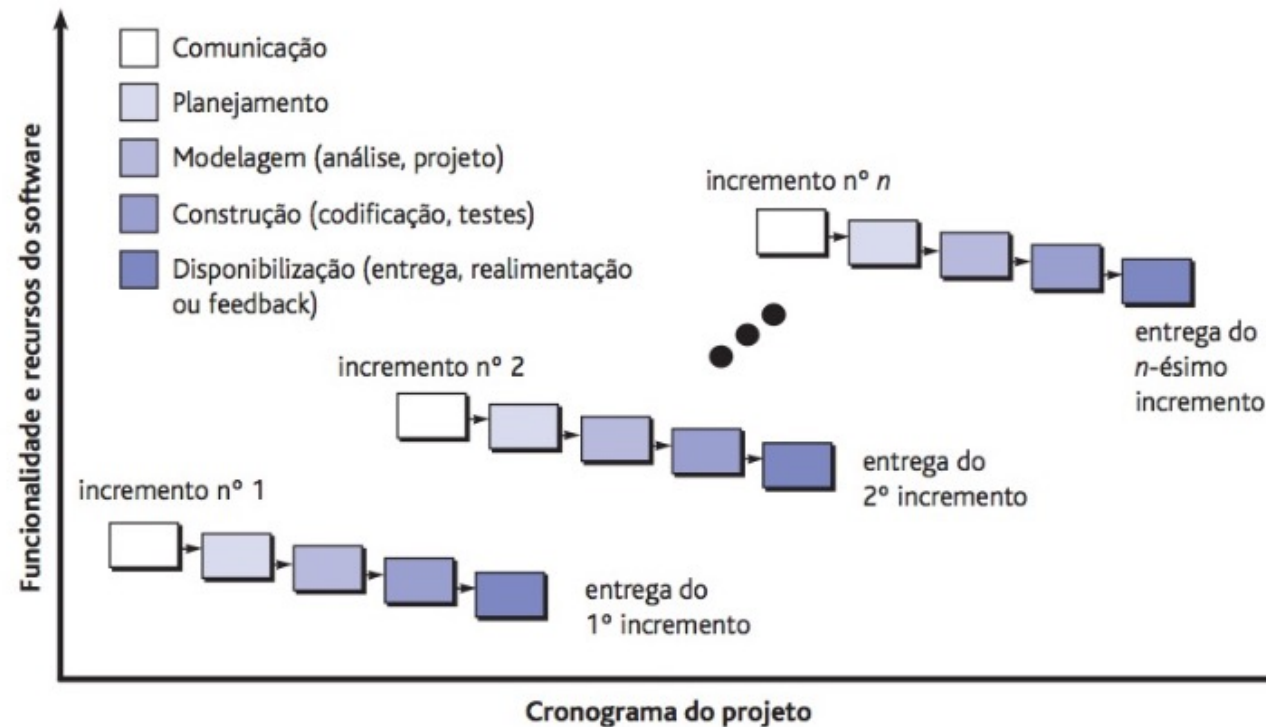 Funcionalidade e recursos do software
Comunicação
Planejamento
Modelagem (análise, projeto)
Construção (codificação, testes)
Disponibilização (entrega, realimentação
ou feedback)
incremento nº n
entrega do
n-ésimo
incremento
incremento nº 2
entrega do
2º incremento
incremento nº 1
entrega do
1º incremento
Cronograma do projeto